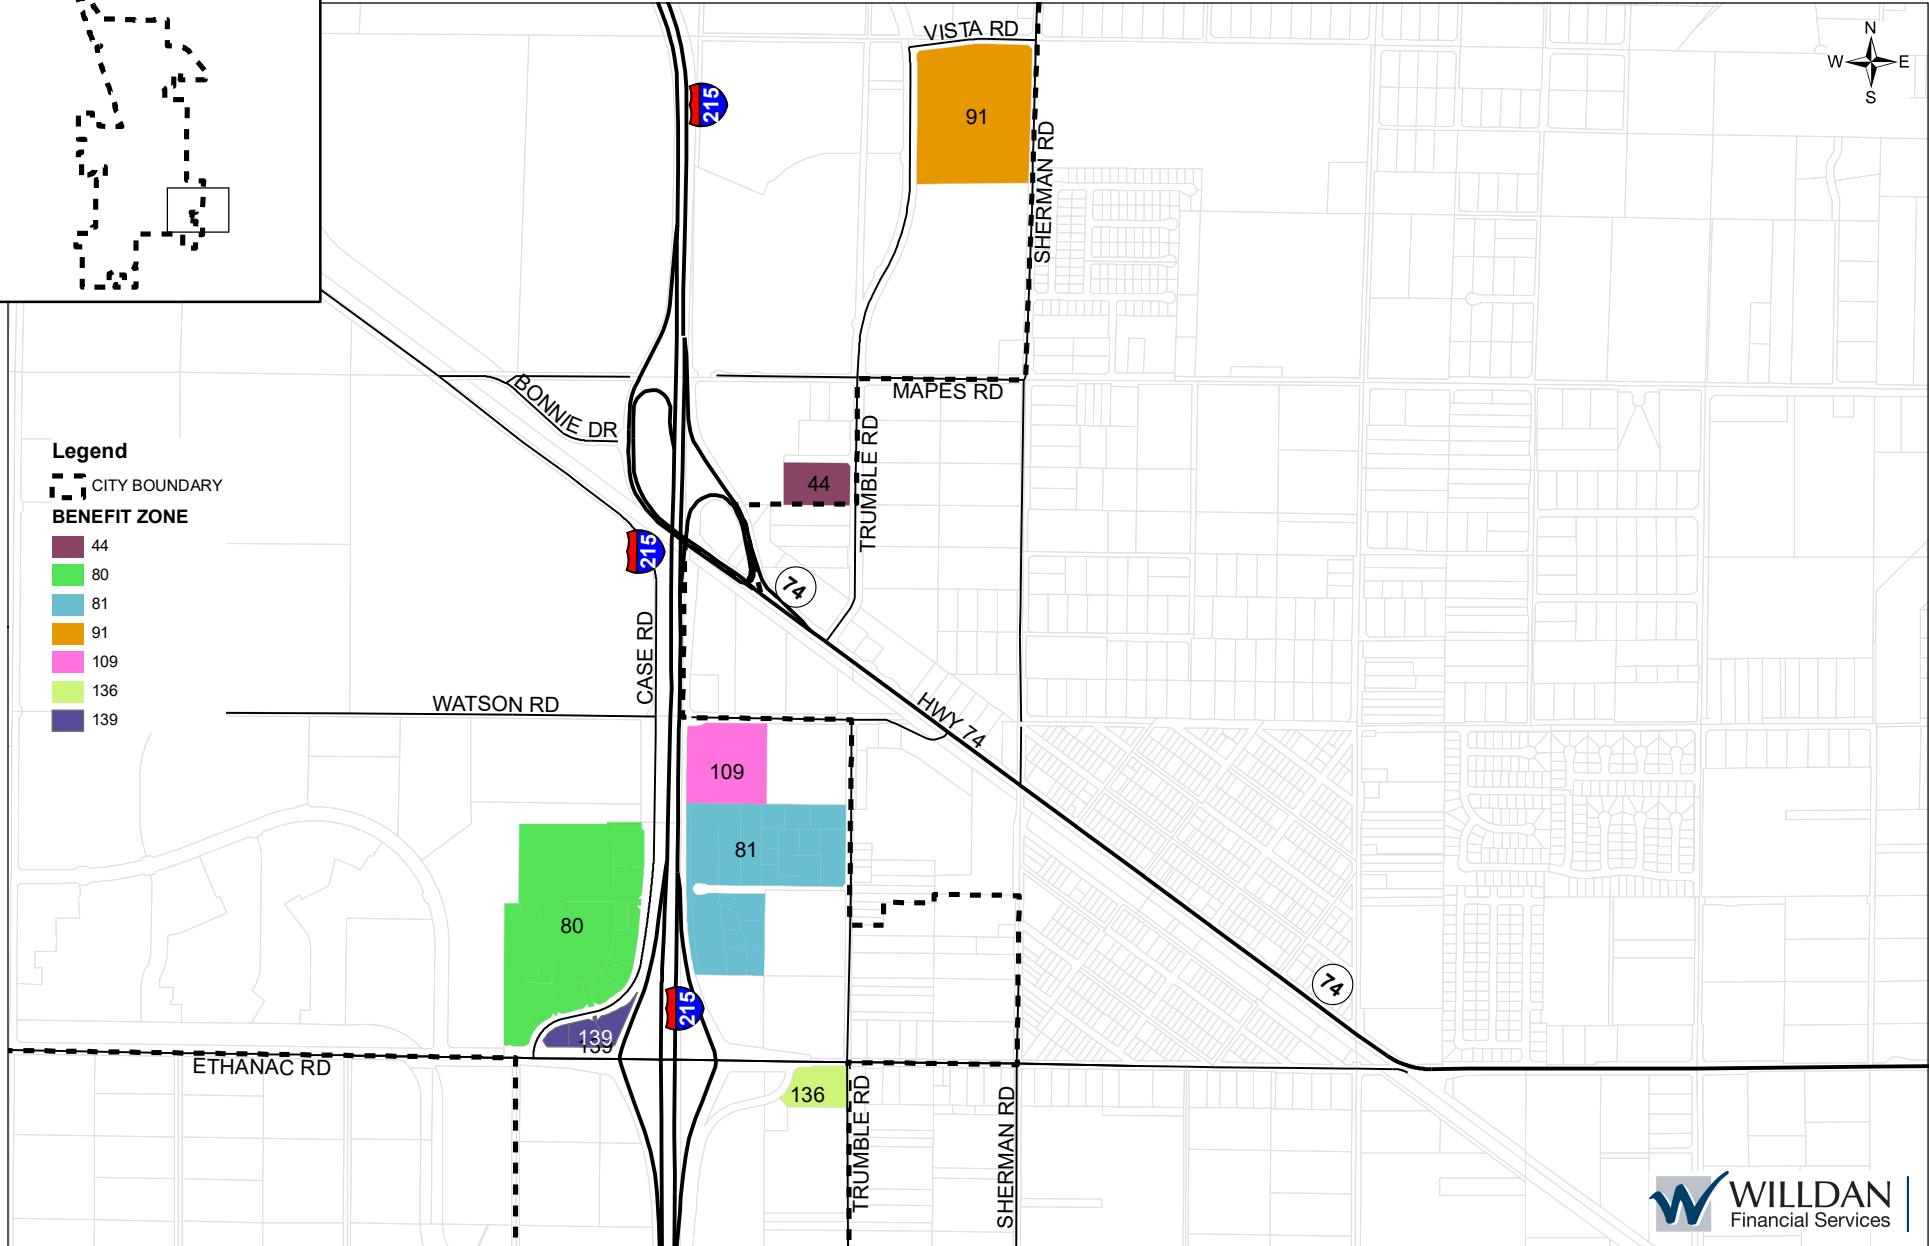 VISTA RD
N
W E
S
215
91
SHERMAN RD
MAPES RD
BONNIE DR
TRUMBLE RD
44
Legend
CITY BOUNDARY
BENEFIT ZONE
44
80
81
91
109
136
139
215
74
CASE RD
WATSON RD
HWY 74
109
81
80
74
215
139
139
ETHANAC RD
136
TRUMBLE RD
SHERMAN RD
WILLDAN
Financial Services